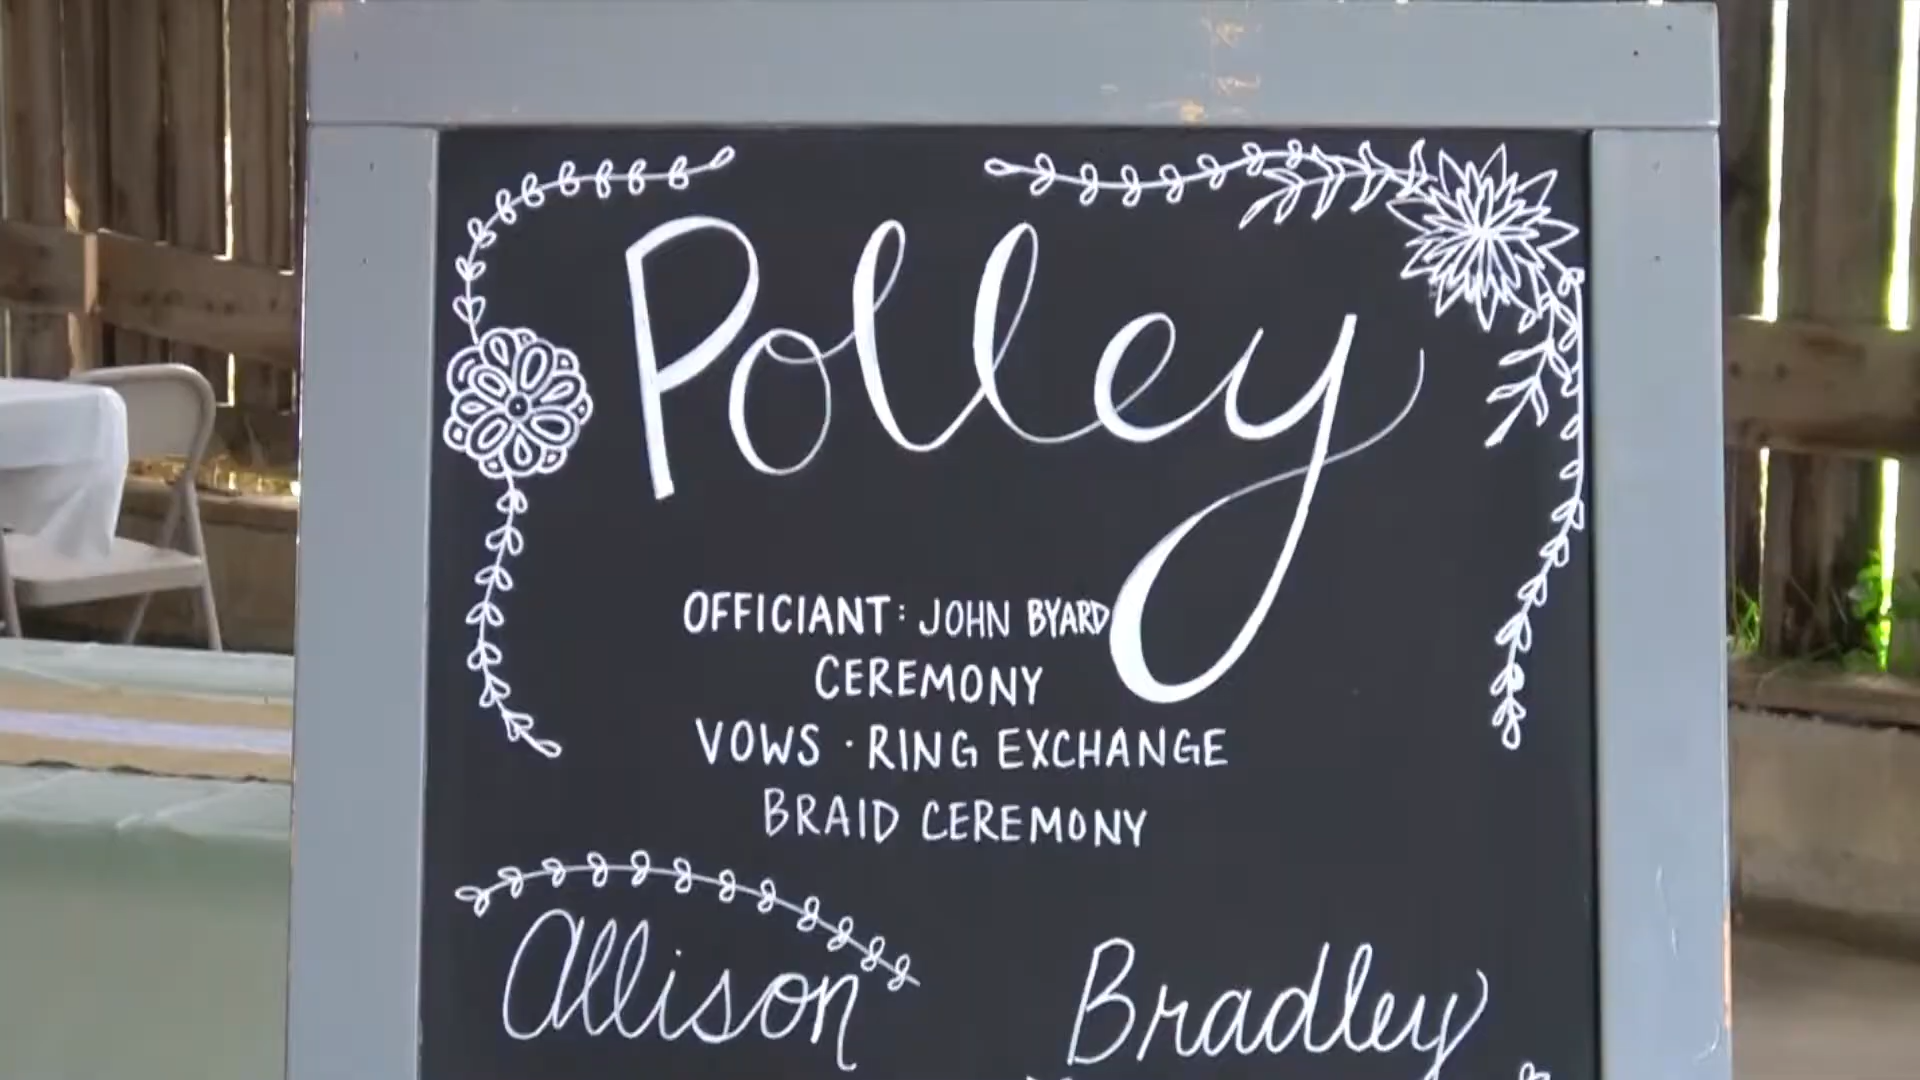 Polley
OFFICIANT: JOHN BYARD
CEREMONY
VOWS · RING EXCHANGE
BRAID CEREMONY
Allison Bradley